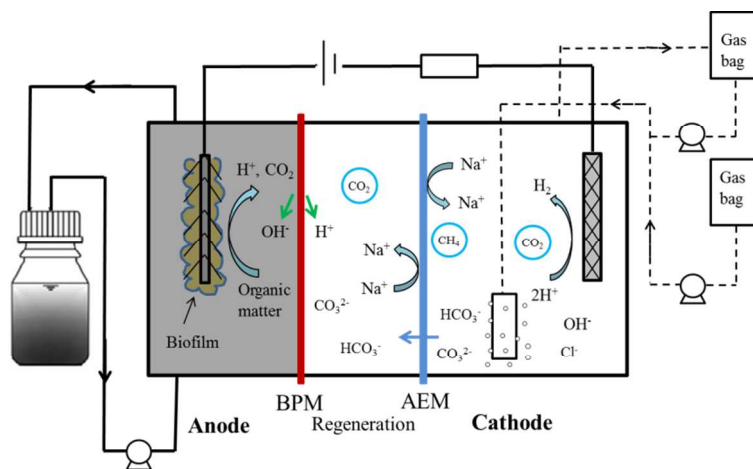 Gas
bag
Gas
bag
H⁺, CO₂
OH⁻
H⁺
Organic
matter
Biofilm
CO₂
Na⁺
Na⁺
CO₃²⁻
HCO₃⁻
Na⁺
Na⁺
CH₄
CO₂
H₂
HCO₃⁻
2H⁺
OH⁻
CO₃²⁻
Cl⁻
BPM
AEM
Anode
Regeneration
Cathode